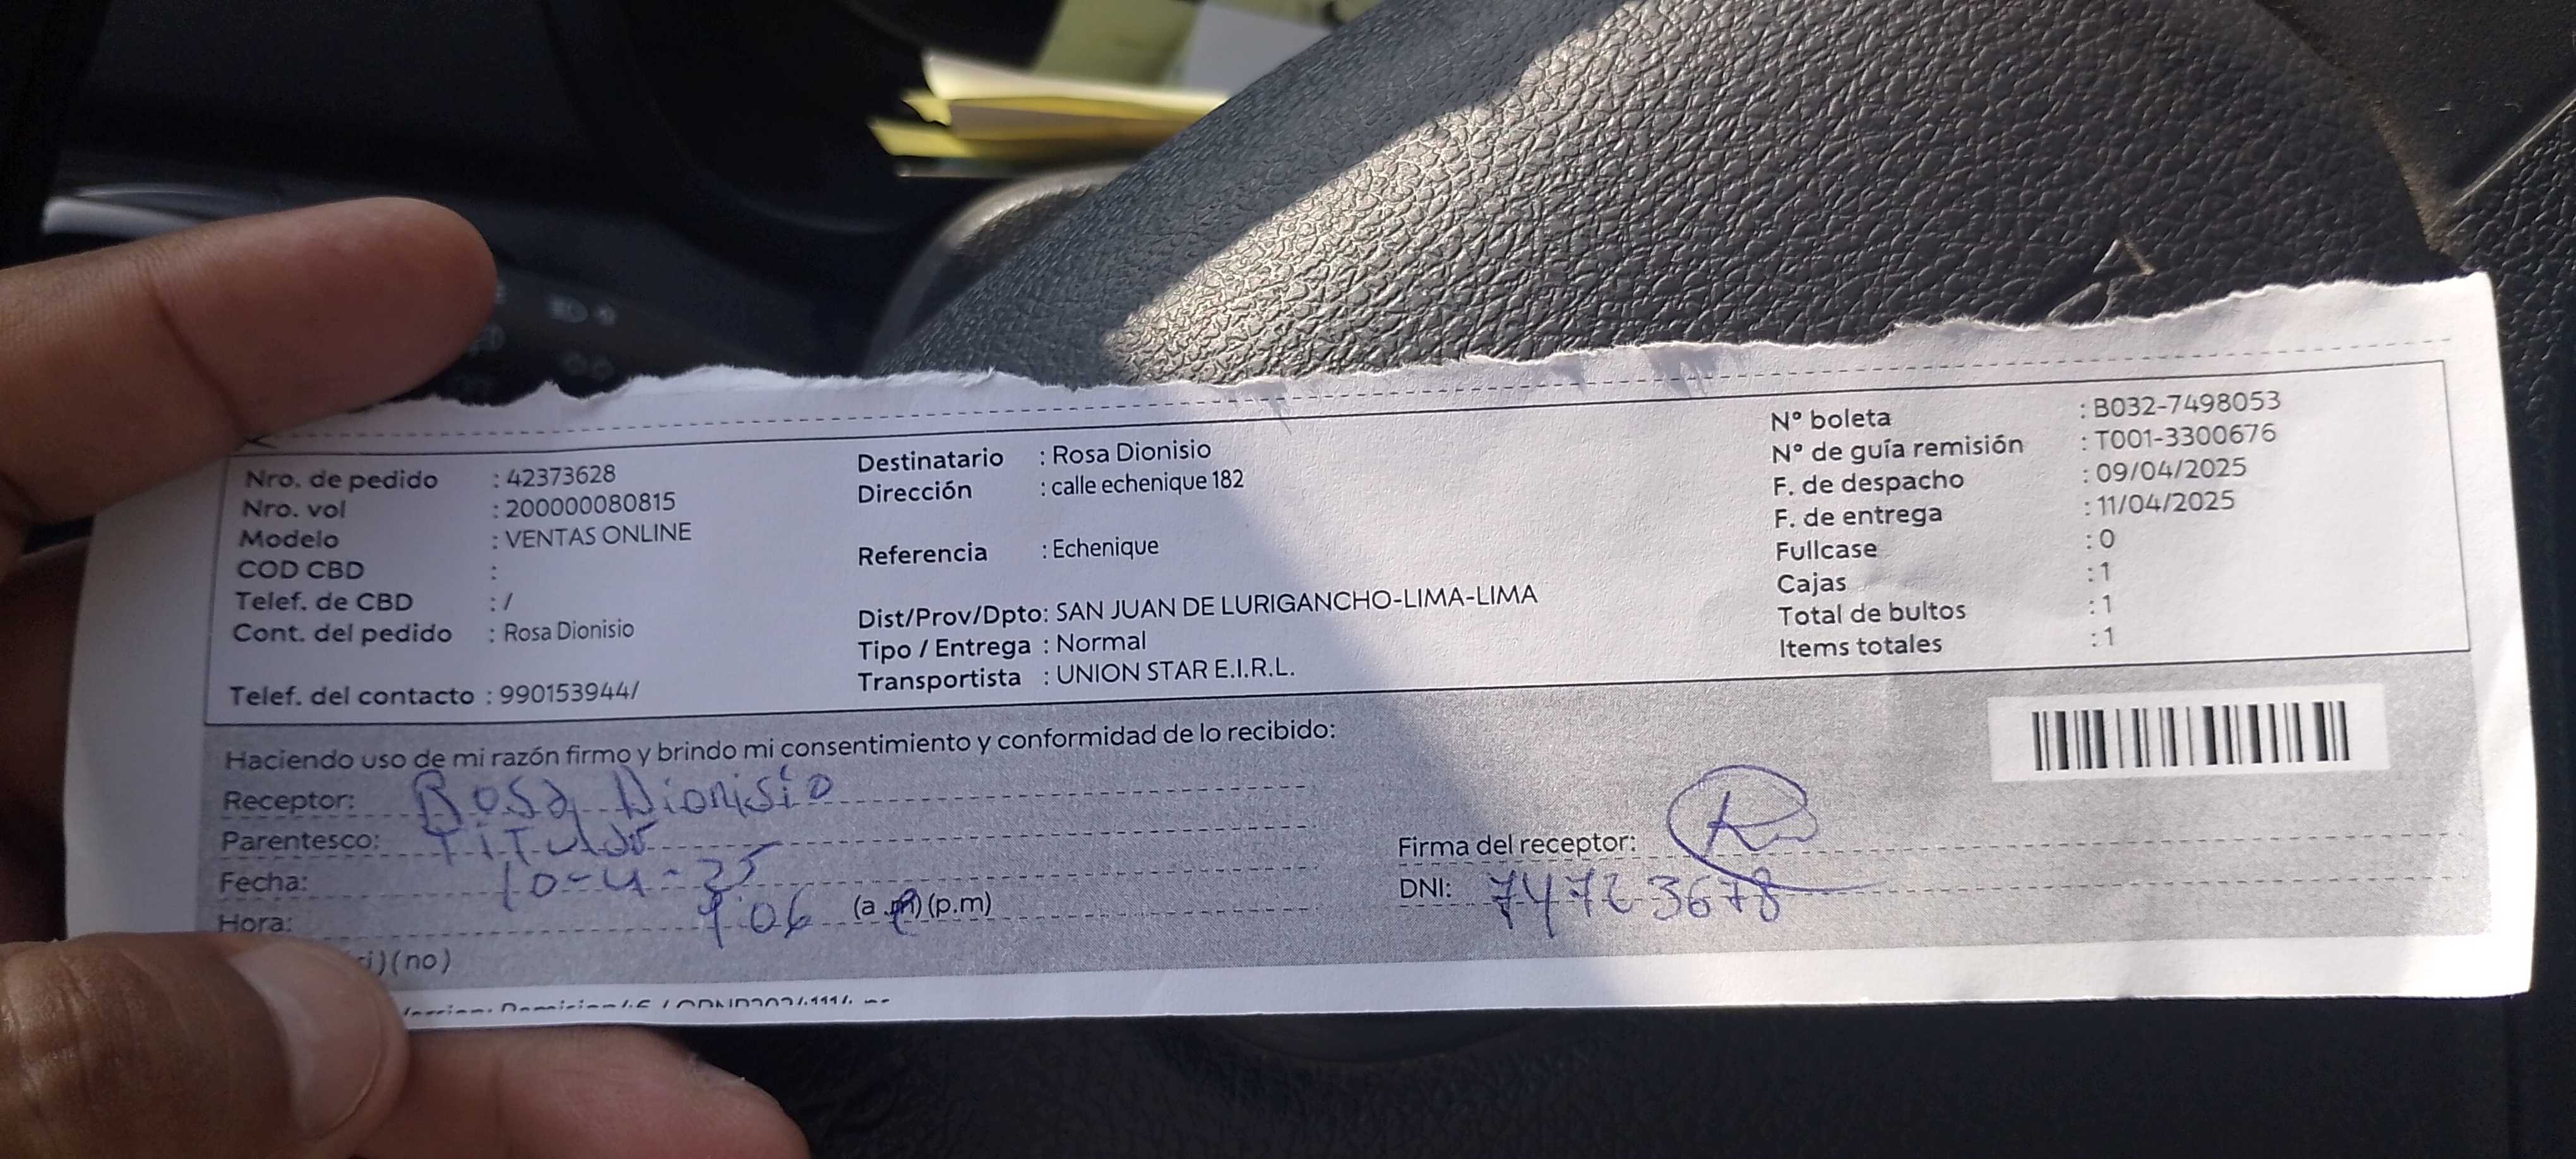 Nro. de pedido : 42373628
Nro. vol : 200000080815
Modelo : VENTAS ONLINE
COD CBD :
Telef. de CBD : /
Cont. del pedido : Rosa Dionisio
Telef. del contacto : 990153944/
Destinatario : Rosa Dionisio
Dirección : calle echenique 182
Referencia : Echenique
Dist/Prov/Dpto: SAN JUAN DE LURIGANCHO-LIMA-LIMA
Tipo / Entrega : Normal
Transportista : UNION STAR E.I.R.L.
Nº boleta : B032-7498053
Nº de guía remisión : T001-3300676
F. de despacho : 09/04/2025
F. de entrega : 11/04/2025
Fullcase : 0
Cajas : 1
Total de bultos : 1
Items totales : 1
Haciendo uso de mi razón firmo y brindo mi consentimiento y conformidad de lo recibido:
Receptor: Rosa Dionisio
Parentesco: Titular
Fecha: 10-4-25
Hora: :06 (a.m) (p.m)
Firma del receptor:
DNI:
(no)